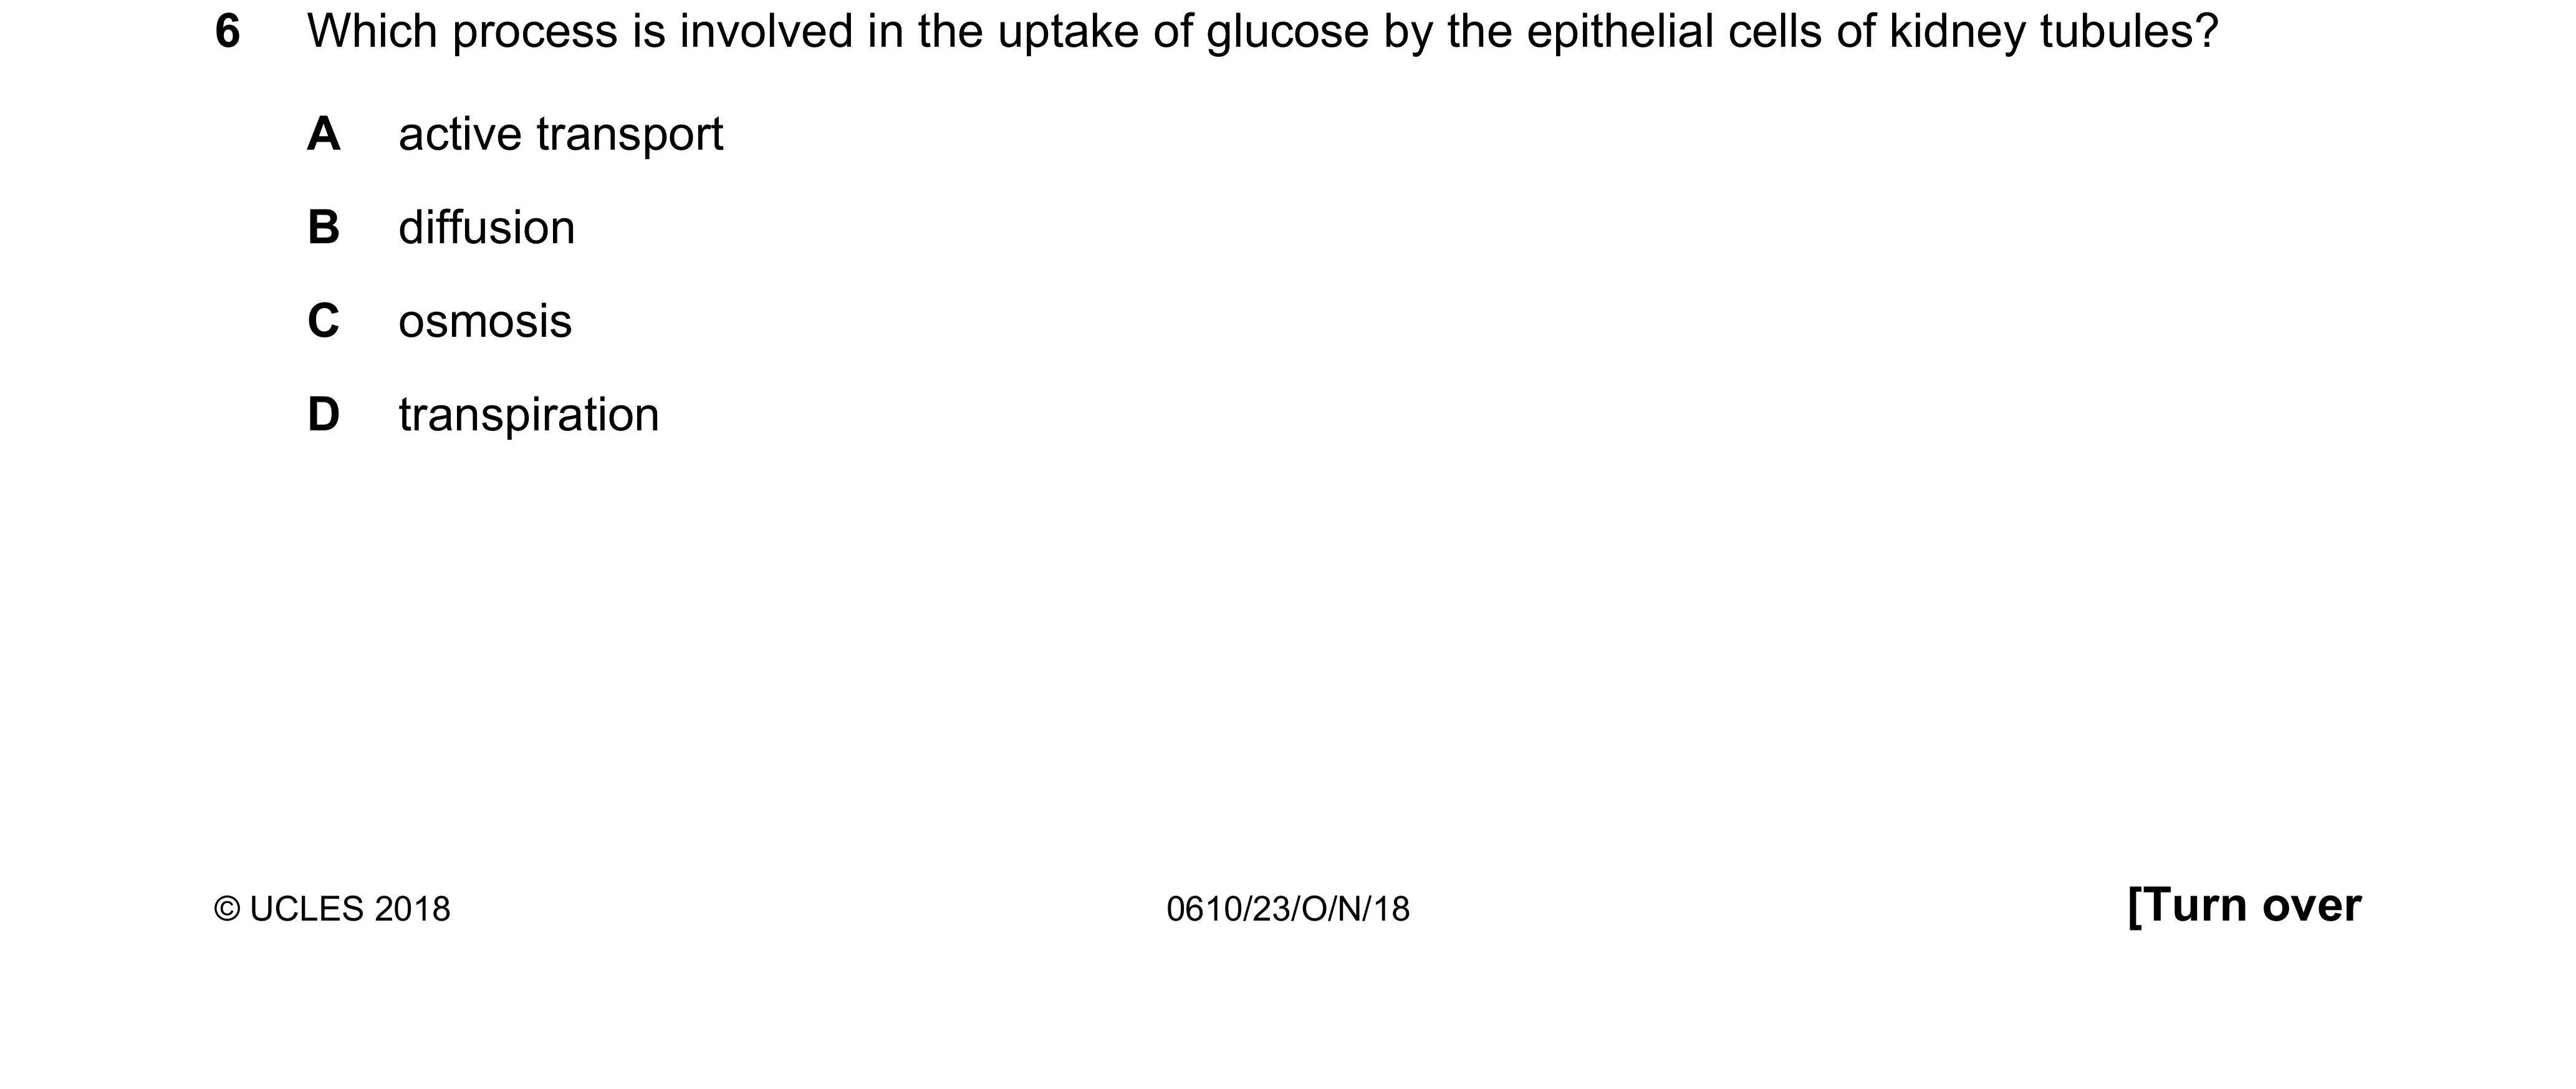 6 Which process is involved in the uptake of glucose by the epithelial cells of kidney tubules?
A active transport
B diffusion
C osmosis
D transpiration
© UCLES 2018 0610/23/O/N/18 [Turn over